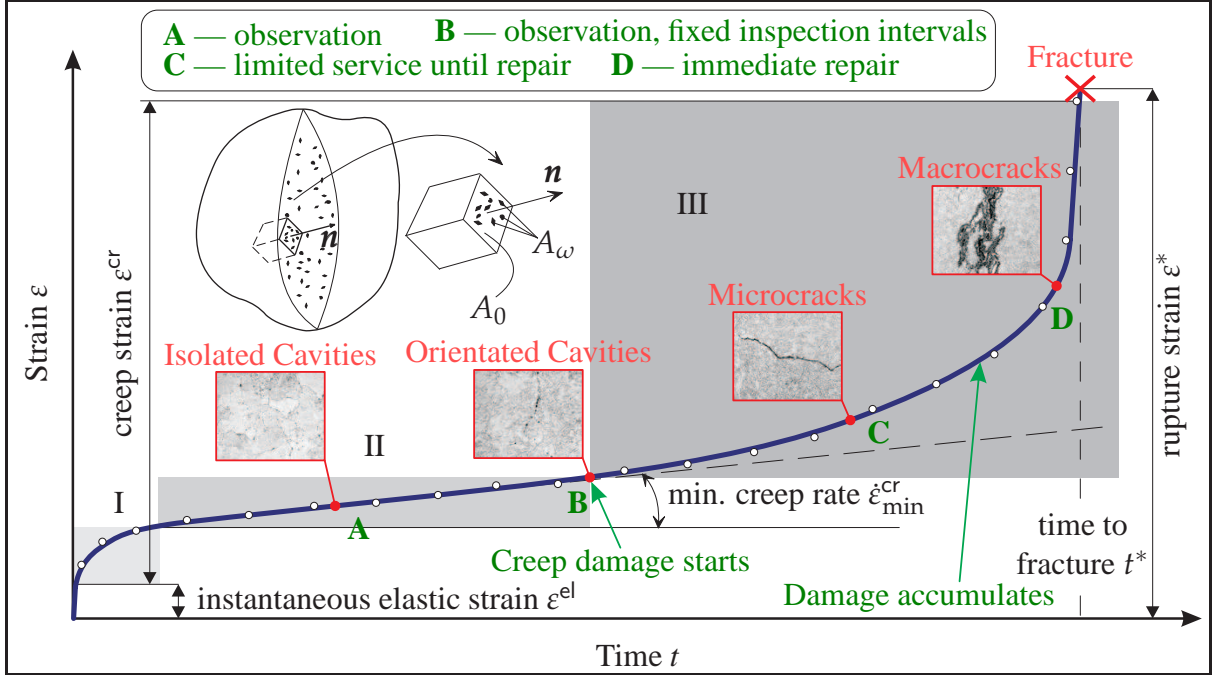 A — observation B — observation, fixed inspection intervals
C — limited service until repair D — immediate repair
Fracture
Strain ε
creep strain ε^cr
n
n
A_ω
A_0
III
Macrocracks
D
Microcracks
C
rupture strain ε*
Isolated Cavities
Orientated Cavities
II
I
A
B
min. creep rate ε̇^cr_min
Creep damage starts
Damage accumulates
time to
fracture t*
instantaneous elastic strain ε^el
Time t